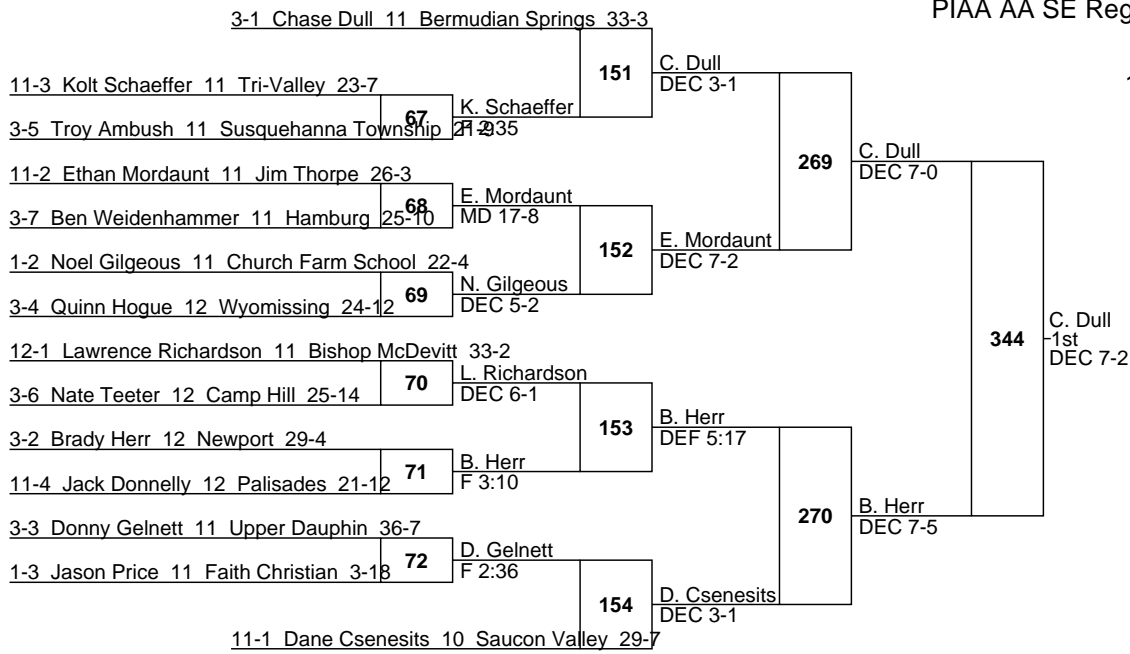 3-1 Chase Dull 11 Bermudian Springs 33-3
PIAA AA SE Reg
151
C. Dull
DEC 3-1
11-3 Kolt Schaeffer 11 Tri-Valley 23-7
67
K. Schaeffer
F 2:35
3-5 Troy Ambush 11 Susquehanna Township 21-9
269
C. Dull
DEC 7-0
11-2 Ethan Mordaunt 11 Jim Thorpe 26-3
68
E. Mordaunt
MD 17-8
3-7 Ben Weidenhammer 11 Hamburg 25-10
152
E. Mordaunt
DEC 7-2
1-2 Noel Gilgeous 11 Church Farm School 22-4
69
N. Gilgeous
DEC 5-2
3-4 Quinn Hogue 12 Wyomissing 24-12
344
C. Dull
1st
DEC 7-2
12-1 Lawrence Richardson 11 Bishop McDevitt 33-2
70
L. Richardson
DEC 6-1
3-6 Nate Teeter 12 Camp Hill 25-14
153
B. Herr
DEF 5:17
3-2 Brady Herr 12 Newport 29-4
71
B. Herr
F 3:10
11-4 Jack Donnelly 12 Palisades 21-12
270
B. Herr
DEC 7-5
3-3 Donny Gelnett 11 Upper Dauphin 36-7
72
D. Gelnett
F 2:36
1-3 Jason Price 11 Faith Christian 3-18
154
D. Csenesits
DEC 3-1
11-1 Dane Csenesits 10 Saucon Valley 29-7